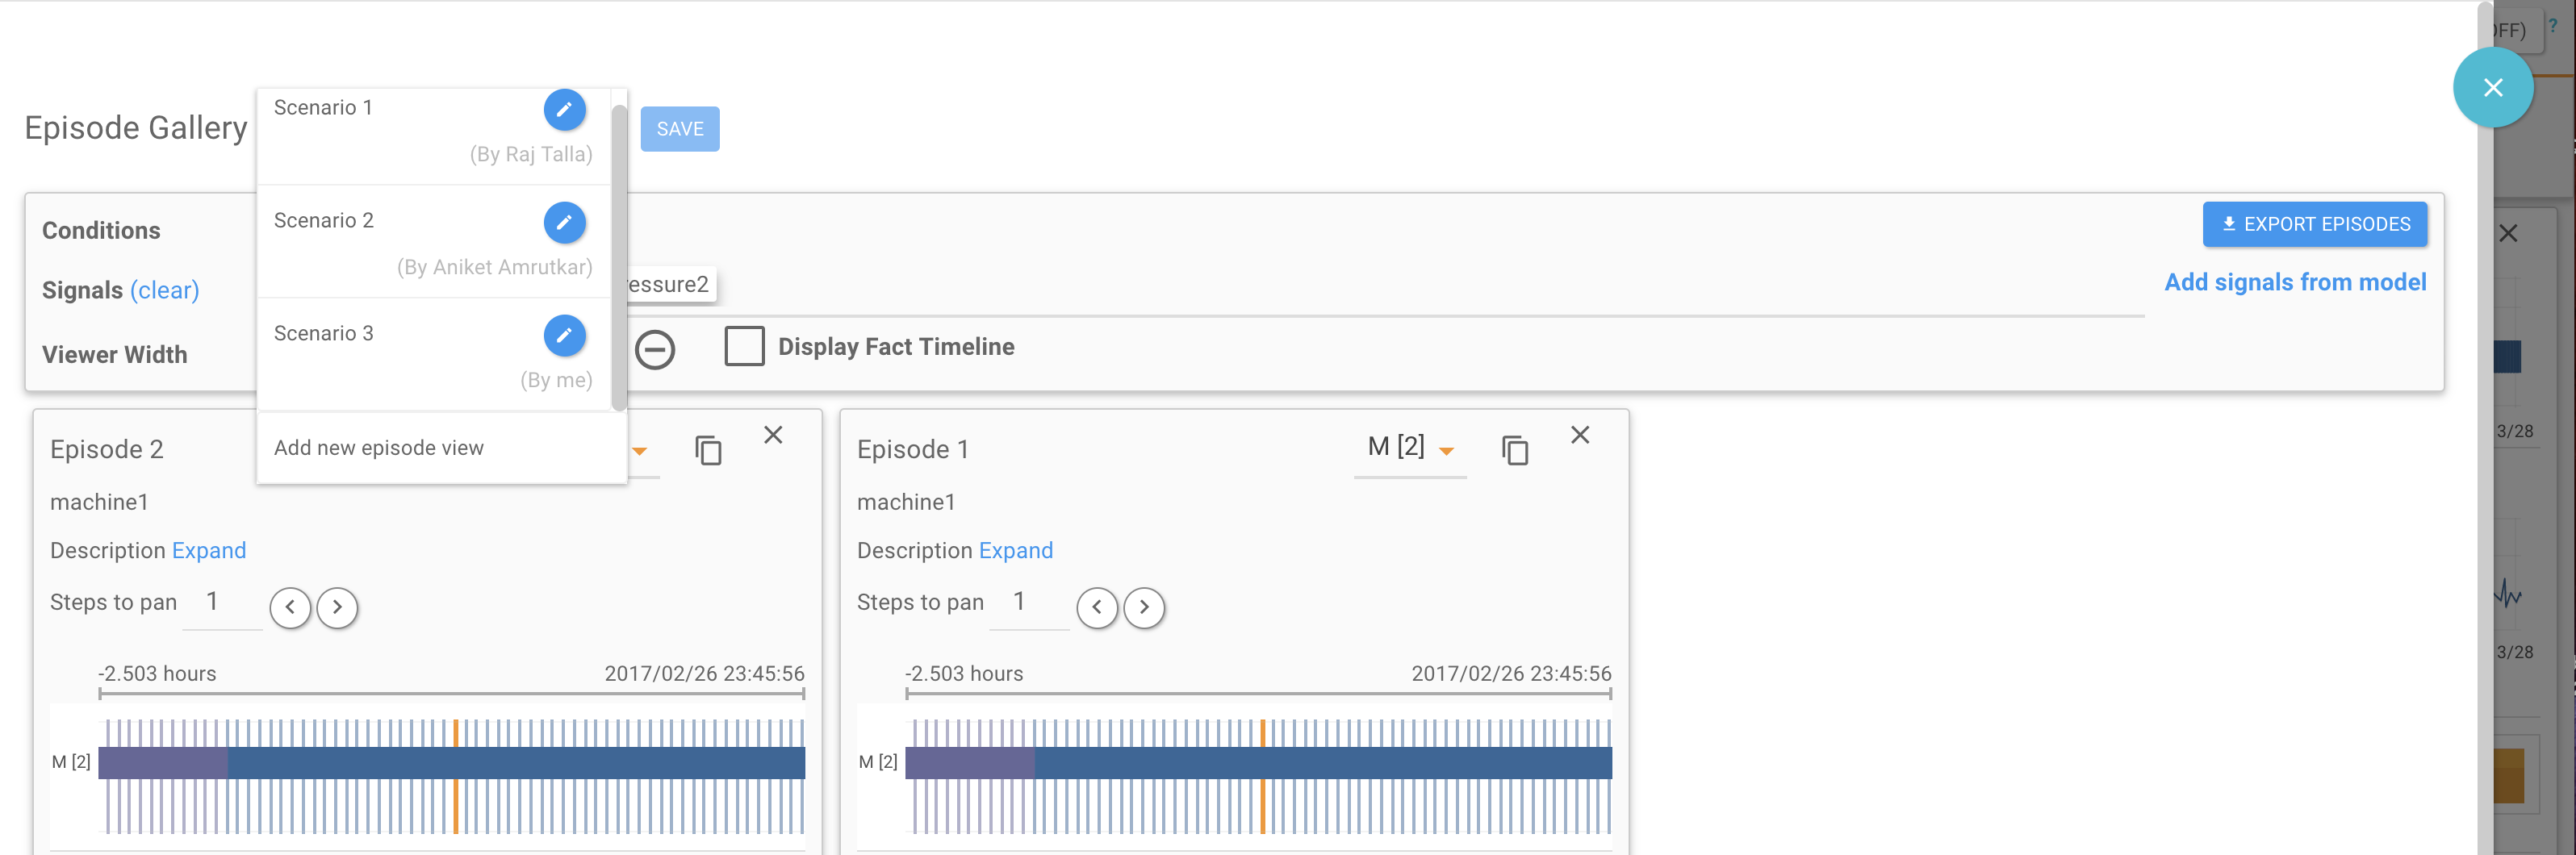 OFF) ?
Episode Gallery
Scenario 1
(By Raj Talla)
SAVE
Scenario 2
(By Aniket Amrutkar)
Scenario 3
(By me)
Add new episode view
Conditions
EXPORT EPISODES
Signals (clear)
ressure2
Add signals from model
Viewer Width
Display Fact Timeline
Episode 2
machine1
Description Expand
Steps to pan 1
-2.503 hours 2017/02/26 23:45:56
M [2]
Episode 1 M [2]
machine1
Description Expand
Steps to pan 1
-2.503 hours 2017/02/26 23:45:56
M [2]
3/28
3/28